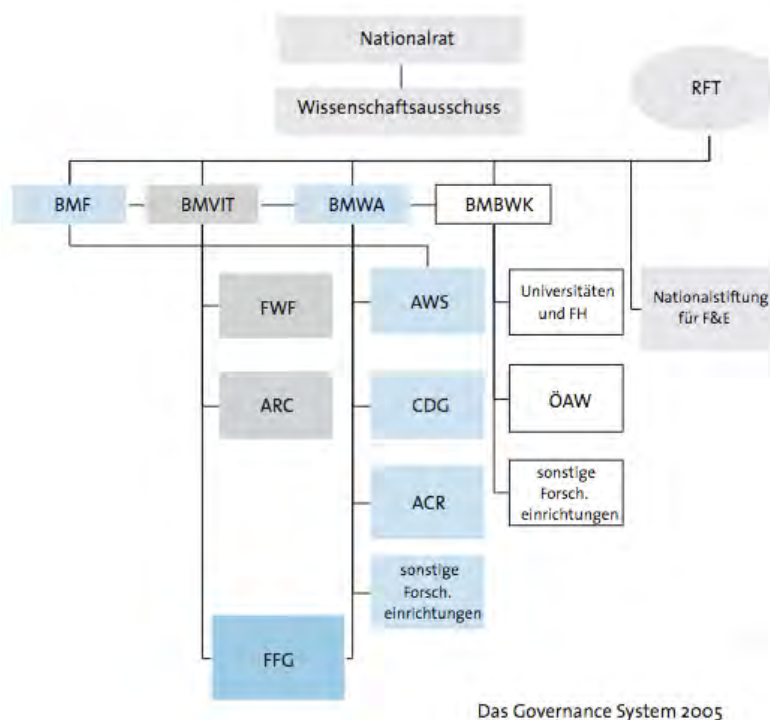 Nationalrat
RFT
Wissenschaftsausschuss
BMF
BMVIT
BMWA
BMBWK
FWF
AWS
Universitäten
und FH
Nationalstiftung
für F&E
ARC
CDG
ÖAW
ACR
sonstige
Forsch.
einrichtungen
sonstige
Forsch.
einrichtungen
FFG
Das Governance System 2005